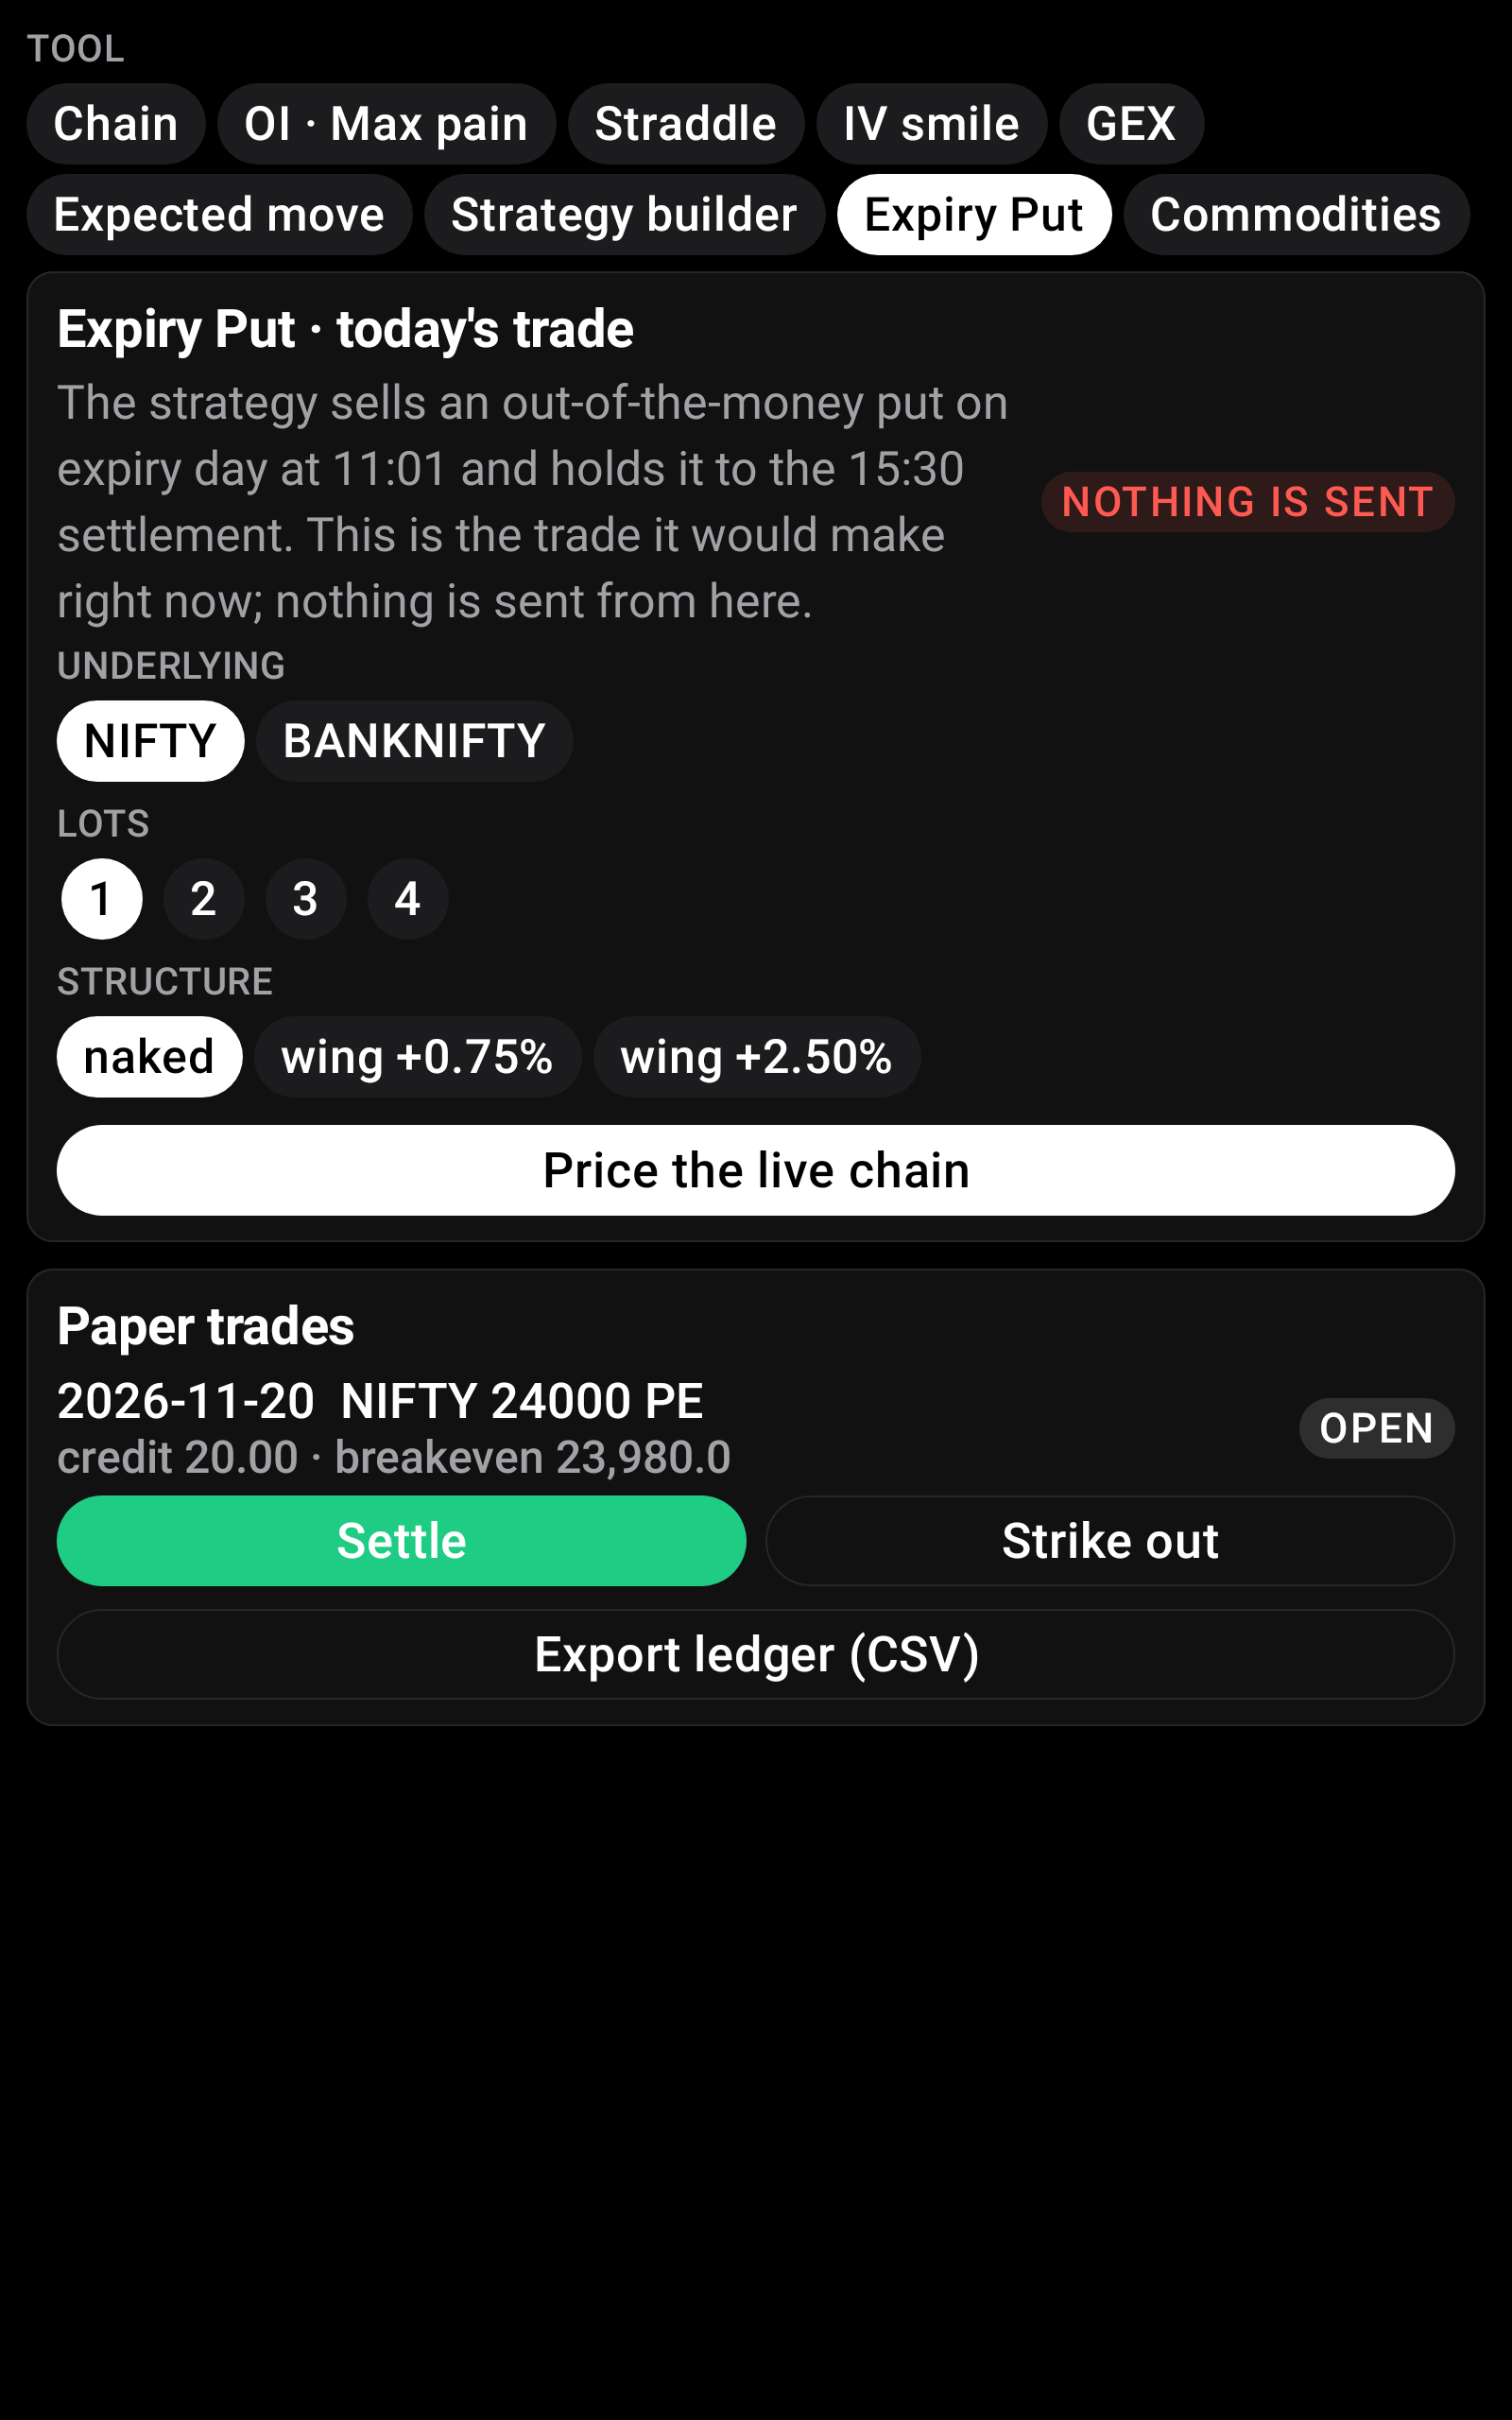 TOOL
Chain OI · Max pain Straddle IV smile GEX
Expected move Strategy builder Expiry Put Commodities
Expiry Put · today's trade
The strategy sells an out-of-the-money put on
expiry day at 11:01 and holds it to the 15:30
settlement. This is the trade it would make
right now; nothing is sent from here.
NOTHING IS SENT
UNDERLYING
NIFTY BANKNIFTY
LOTS
1 2 3 4
STRUCTURE
naked wing +0.75% wing +2.50%
Price the live chain
Paper trades
2026-11-20 NIFTY 24000 PE
credit 20.00 · breakeven 23,980.0
OPEN
Settle Strike out
Export ledger (CSV)